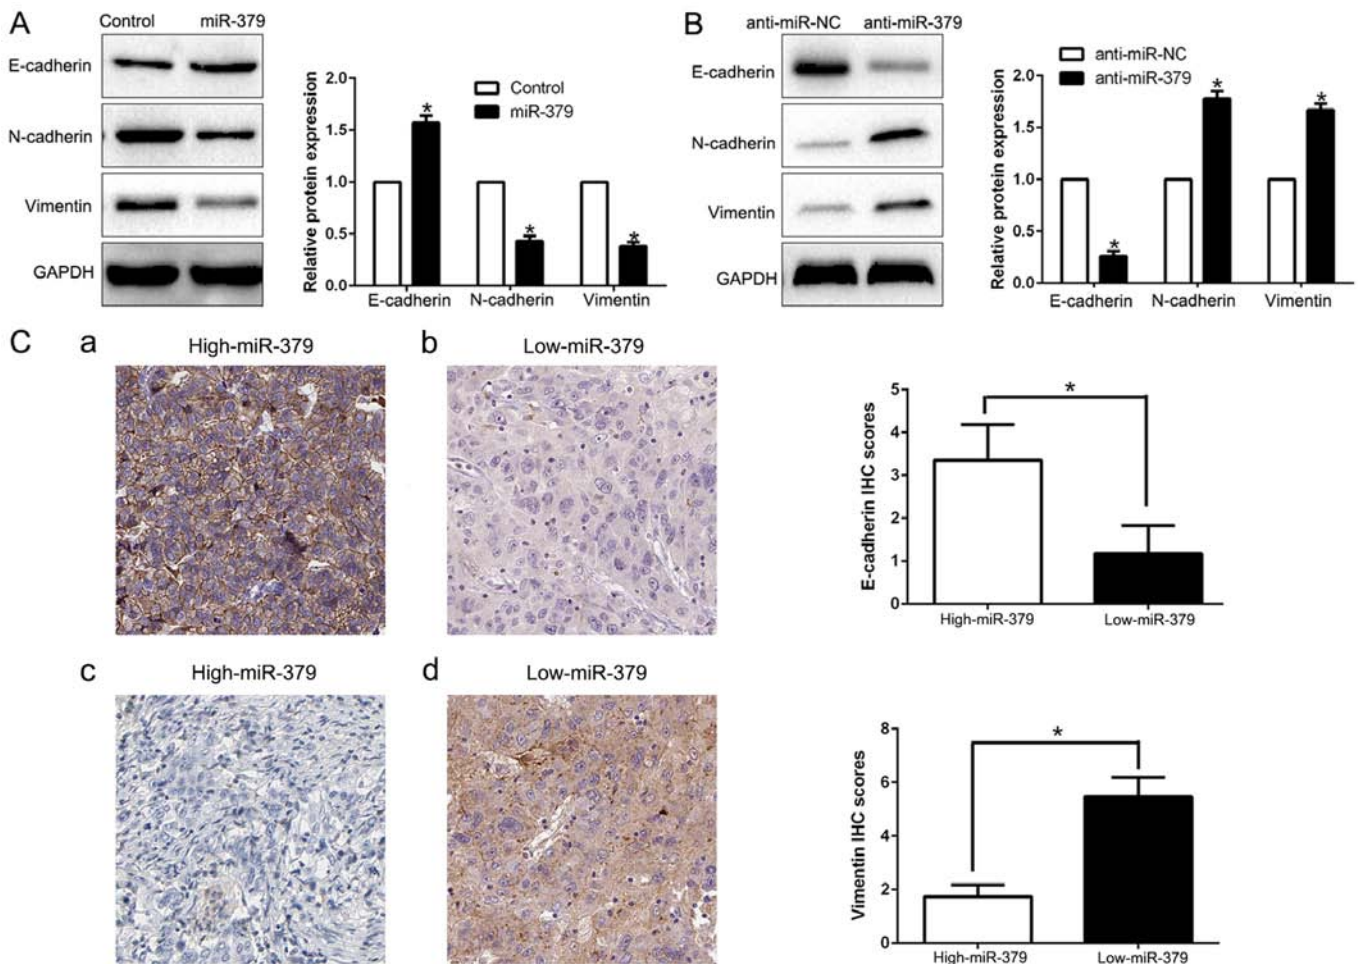 A
Control miR-379
E-cadherin
N-cadherin
Vimentin
GAPDH
Relative protein expression
2.0
1.5
1.0
0.5
0.0
Control
miR-379
*
*
*
E-cadherin N-cadherin Vimentin
B
anti-miR-NC anti-miR-379
E-cadherin
N-cadherin
Vimentin
GAPDH
Relative protein expression
2.0
1.5
1.0
0.5
0.0
anti-miR-NC
anti-miR-379
*
*
*
E-cadherin N-cadherin Vimentin
C
a High-miR-379
b Low-miR-379
E-cadherin IHC scores
5
4
3
2
1
0
*
High-miR-379 Low-miR-379
c High-miR-379
d Low-miR-379
Vimentin IHC scores
8
6
4
2
0
*
High-miR-379 Low-miR-379